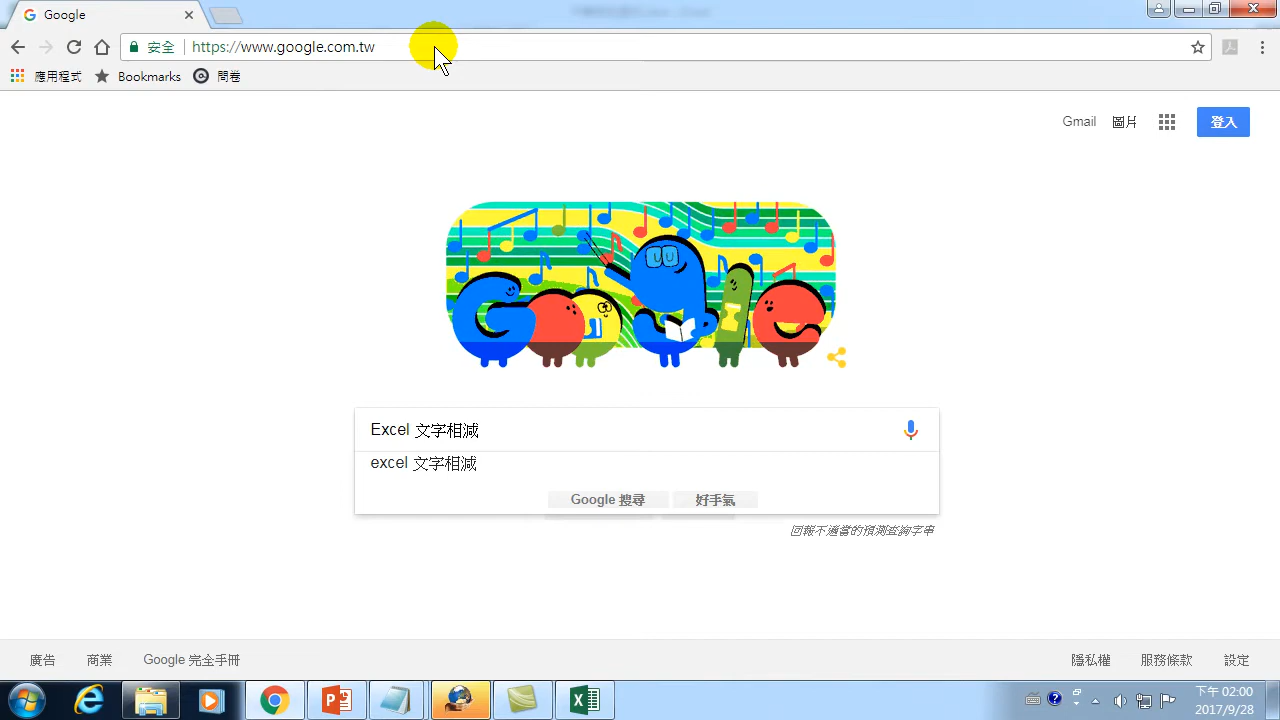 Google
安全 https://www.google.com.tw
應用程式 Bookmarks 問卷
Gmail 圖片 登入
Excel 文字相減
excel 文字相減
Google 搜尋 好手氣
回報不適當的預測查詢字串
廣告 商業 Google 完全手冊 隱私權 服務條款 設定
下午 02:00
2017/9/28